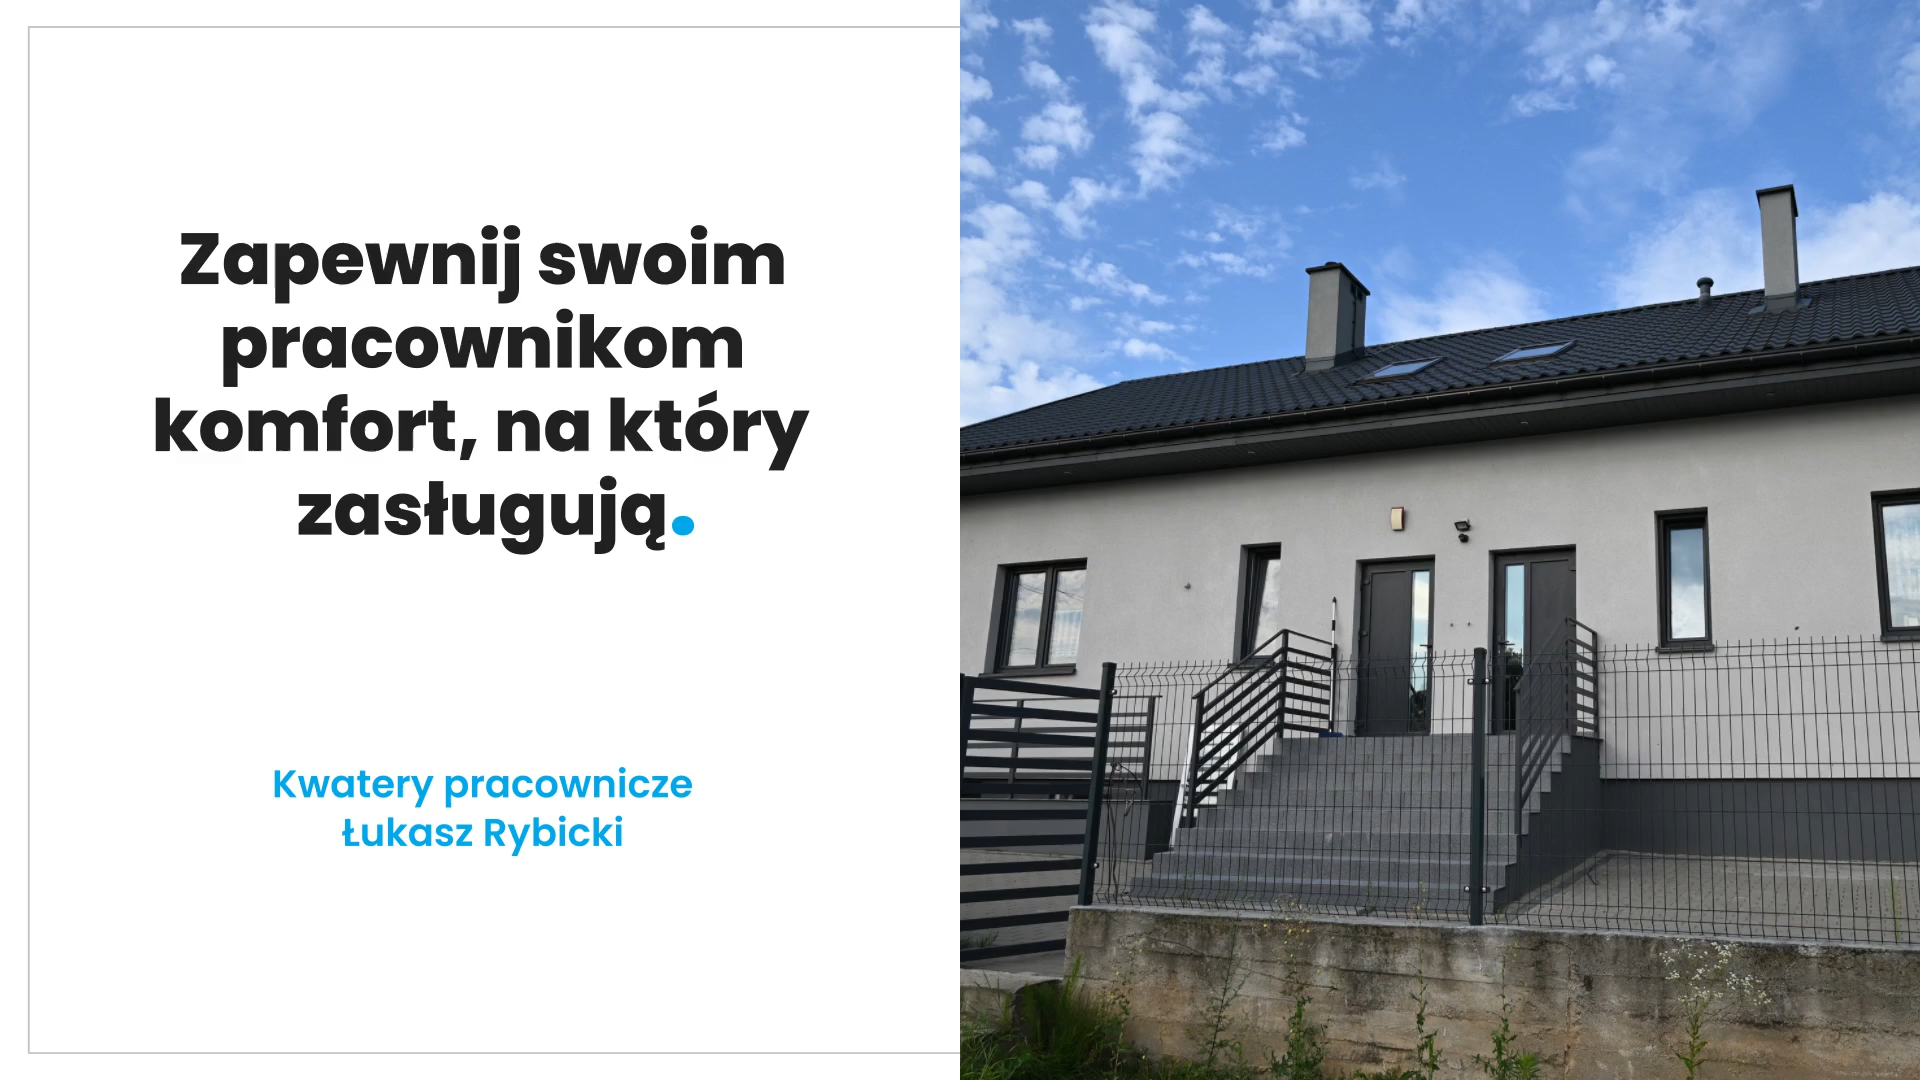 Zapewnij swoim
pracownikom
komfort, na który
zasługują.
Kwatery pracownicze
Łukasz Rybicki